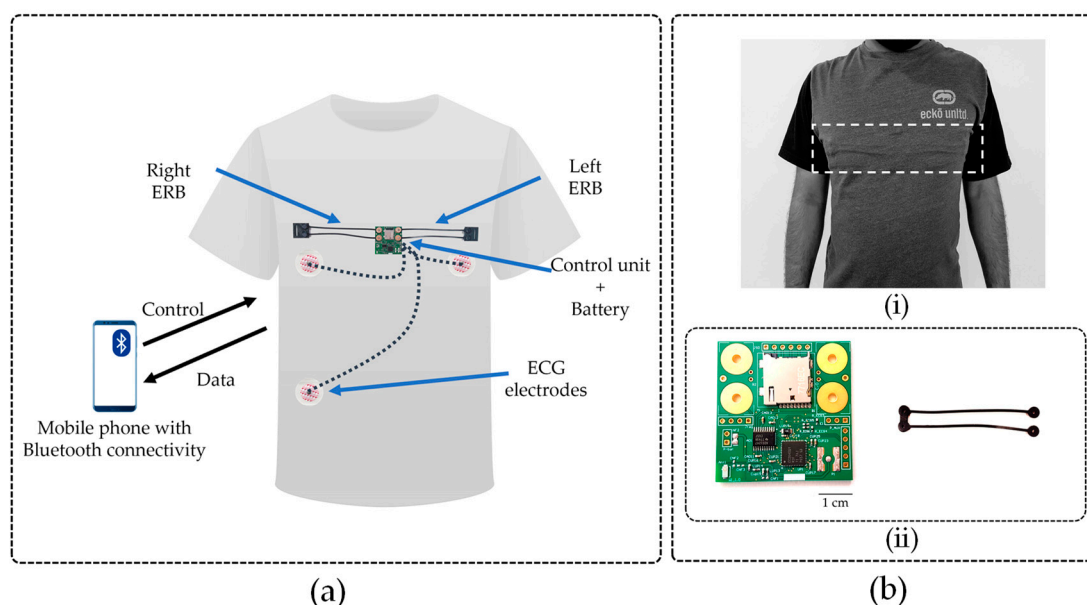 Right
ERB
Left
ERB
Control unit
+
Battery
Control
Data
ECG
electrodes
Mobile phone with
Bluetooth connectivity
(a)
eckō unltd.
(i)
1 cm
(ii)
(b)